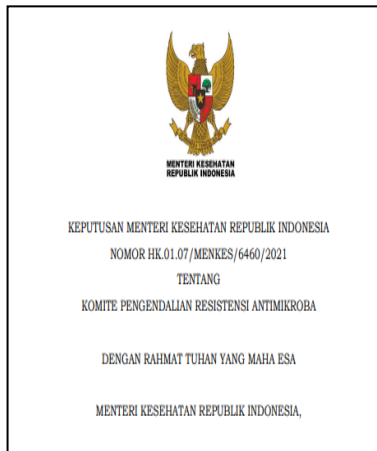 MENTERI KESEHATAN
REPUBLIK INDONESIA
KEPUTUSAN MENTERI KESEHATAN REPUBLIK INDONESIA
NOMOR HK.01.07/MENKES/6460/2021
TENTANG
KOMITE PENGENDALIAN RESISTENSI ANTIMIKROBA
DENGAN RAHMAT TUHAN YANG MAHA ESA
MENTERI KESEHATAN REPUBLIK INDONESIA,